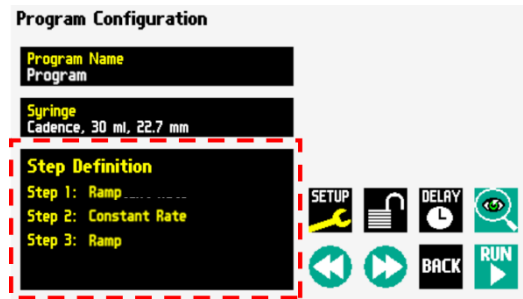 Program Configuration
Program Name
Program
Syringe
Cadence, 30 ml, 22.7 mm
Step Definition
Step 1: Ramp
Step 2: Constant Rate
Step 3: Ramp
SETUP
DELAY
BACK
RUN